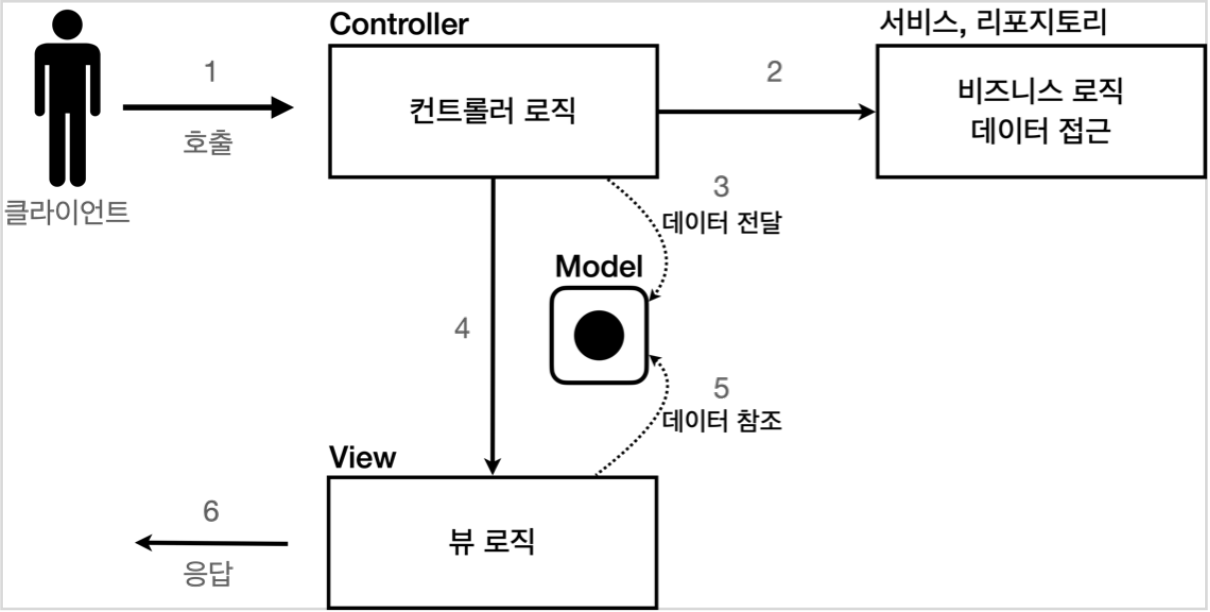 Controller
서비스, 리포지토리
1
호출
컨트롤러 로직
2
비즈니스 로직
데이터 접근
클라이언트
3
데이터 전달
Model
4
5
데이터 참조
View
6
응답
뷰 로직